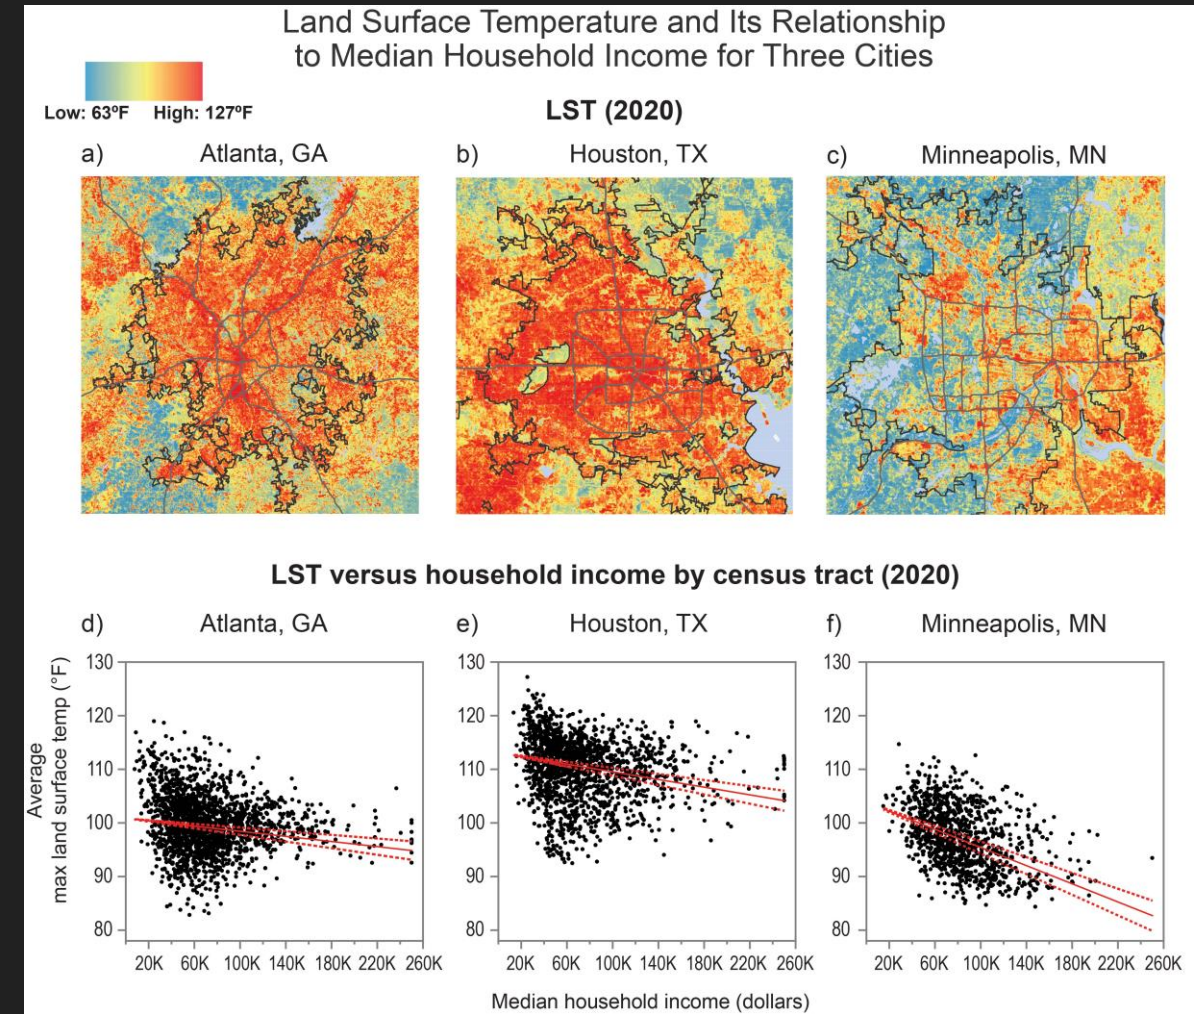 Land Surface Temperature and Its Relationship
to Median Household Income for Three Cities
Low: 63ºF High: 127ºF
LST (2020)
a) Atlanta, GA
b) Houston, TX
c) Minneapolis, MN
LST versus household income by census tract (2020)
d) Atlanta, GA
e) Houston, TX
f) Minneapolis, MN
Average
max land surface temp (°F)
130
120
110
100
90
80
20K 60K 100K 140K 180K 220K 260K
130
120
110
100
90
80
20K 60K 100K 140K 180K 220K 260K
130
120
110
100
90
80
20K 60K 100K 140K 180K 220K 260K
Median household income (dollars)